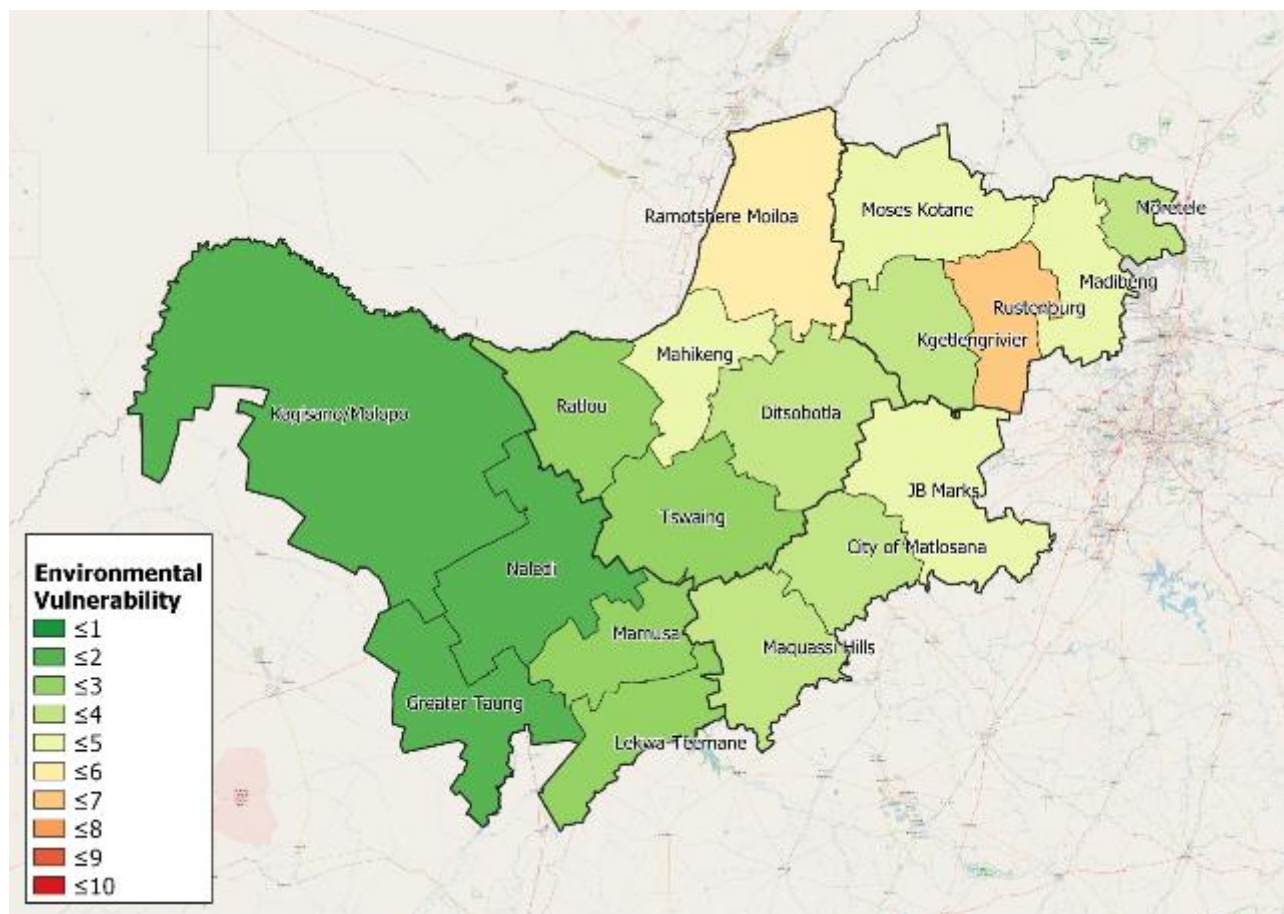 Ramotshere Moiloa
Moses Kotane
Moretele
Madibeng
Rustenburg
Kgetlengrivier
Mahikeng
Ratlou
Ditsobotla
Kagisano/Molopo
JB Marks
Tswaing
City of Matlosana
Naledi
Mamusa
Maquassi Hills
Greater Taung
Lekwa-Teemane
Environmental
Vulnerability
≤1
≤2
≤3
≤4
≤5
≤6
≤7
≤8
≤9
≤10